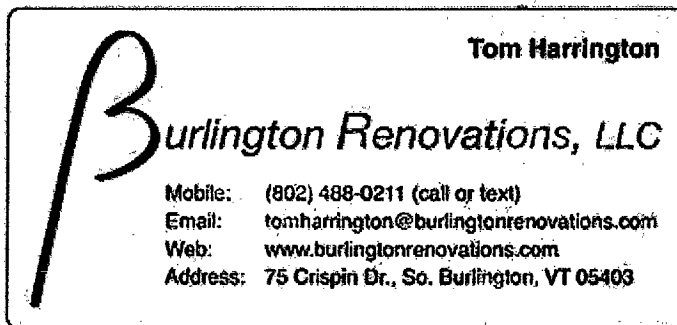 Tom Harrington
Burlington Renovations, LLC
Mobile: (802) 488-0211 (call or text)
Email: tomharrington@burlingtonrenovations.com
Web: www.burlingtonrenovations.com
Address: 75 Crispin Dr., So. Burlington, VT 05403